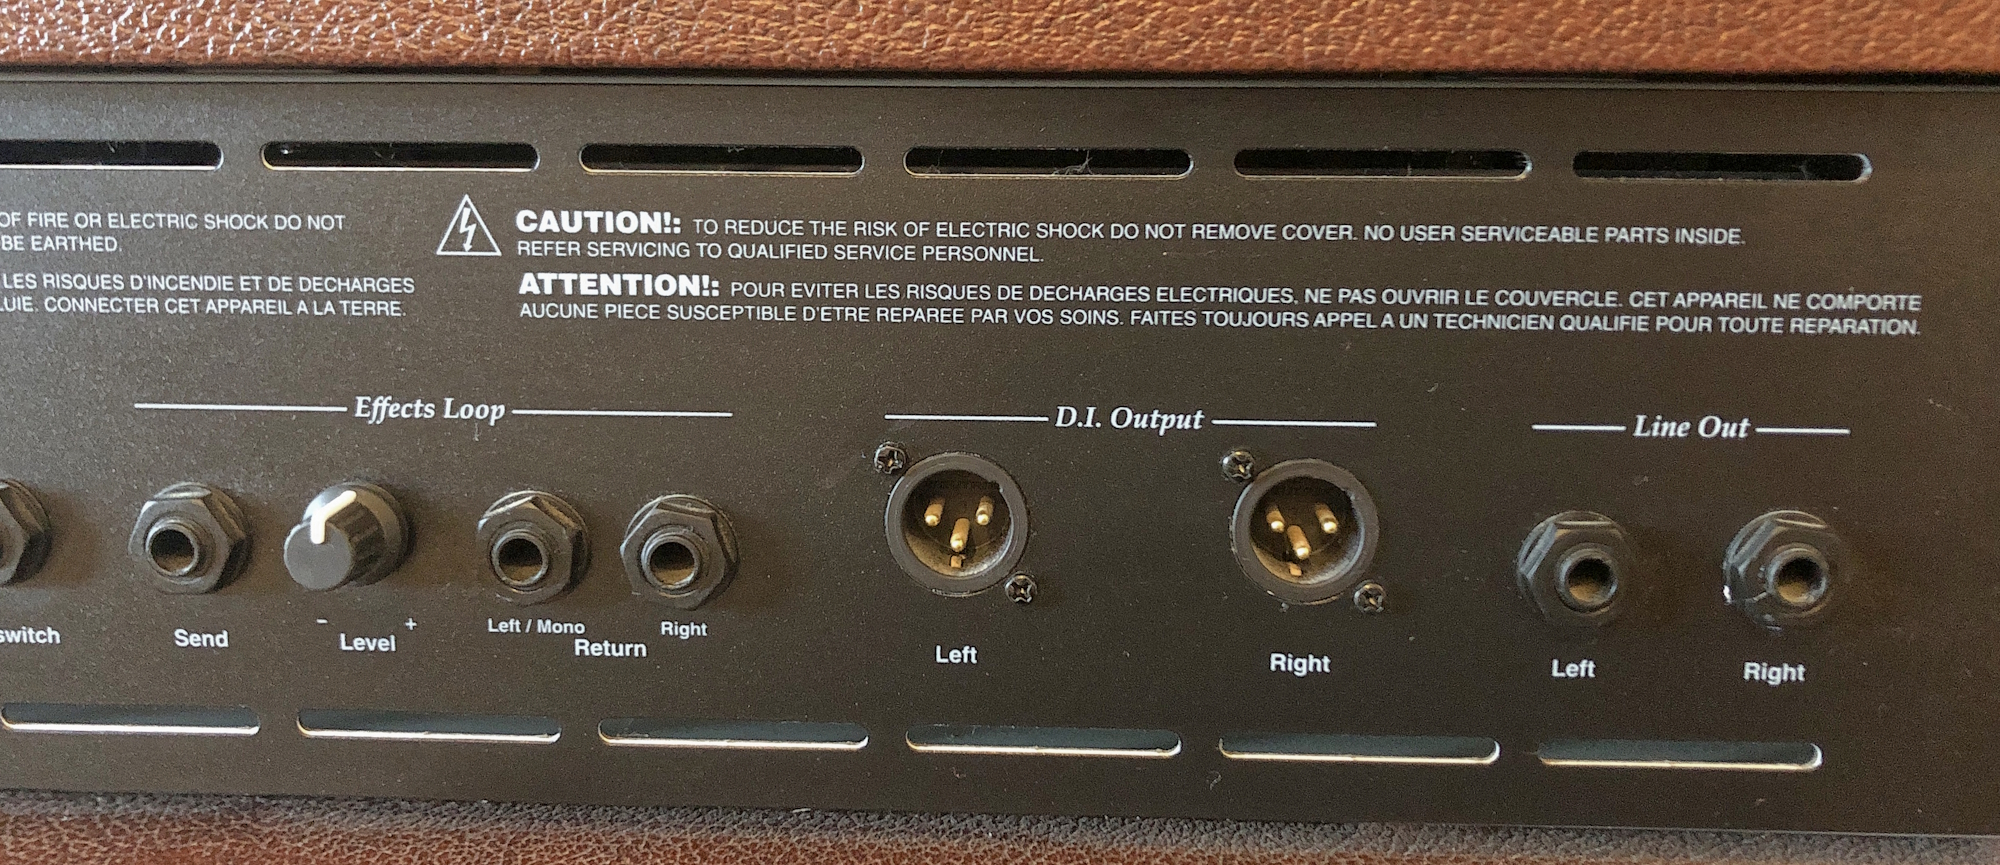 OF FIRE OR ELECTRIC SHOCK DO NOT
BE EARTHED.
LES RISQUES D'INCENDIE ET DE DECHARGES
LUIE. CONNECTER CET APPAREIL A LA TERRE.
CAUTION!: TO REDUCE THE RISK OF ELECTRIC SHOCK DO NOT REMOVE COVER. NO USER SERVICEABLE PARTS INSIDE.
REFER SERVICING TO QUALIFIED SERVICE PERSONNEL.
ATTENTION!: POUR EVITER LES RISQUES DE DECHARGES ELECTRIQUES, NE PAS OUVRIR LE COUVERCLE. CET APPAREIL NE COMPORTE
AUCUNE PIECE SUSCEPTIBLE D'ETRE REPAREE PAR VOS SOINS. FAITES TOUJOURS APPEL A UN TECHNICIEN QUALIFIE POUR TOUTE REPARATION.
Effects Loop
D.I. Output
Line Out
switch
Send
- +
Level
Left / Mono
Right
Return
Left
Right
Left
Right